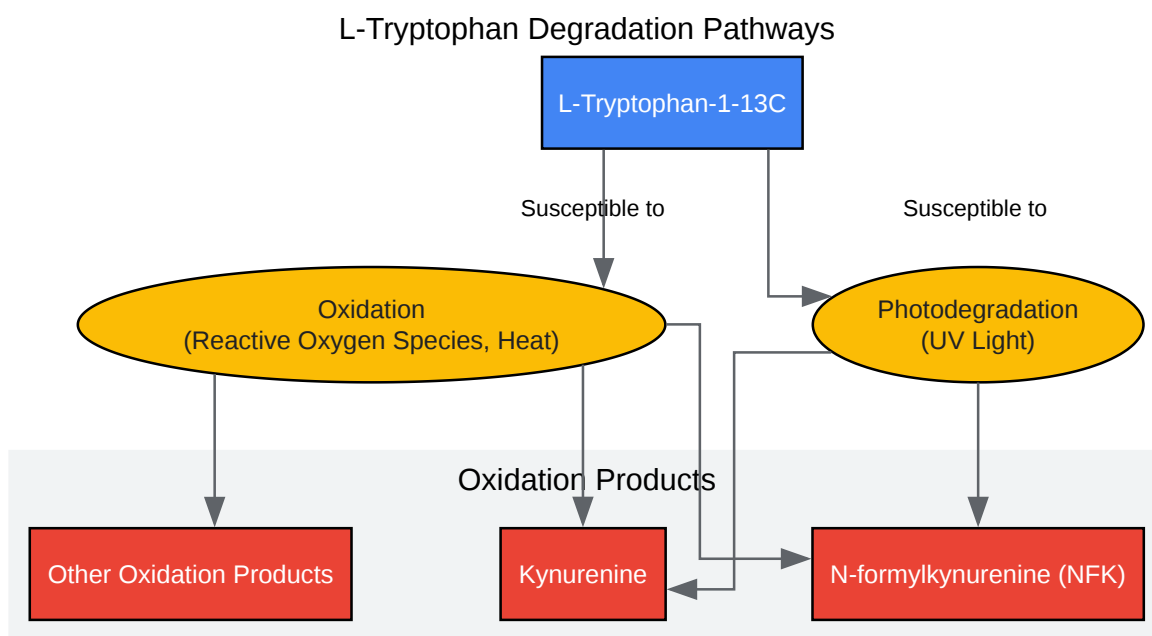 L-Tryptophan Degradation Pathways
L-Tryptophan-1-13C
Susceptible to
Susceptible to
Oxidation
(Reactive Oxygen Species, Heat)
Photodegradation
(UV Light)
Oxidation Products
Other Oxidation Products
Kynurenine
N-formylkynurenine (NFK)